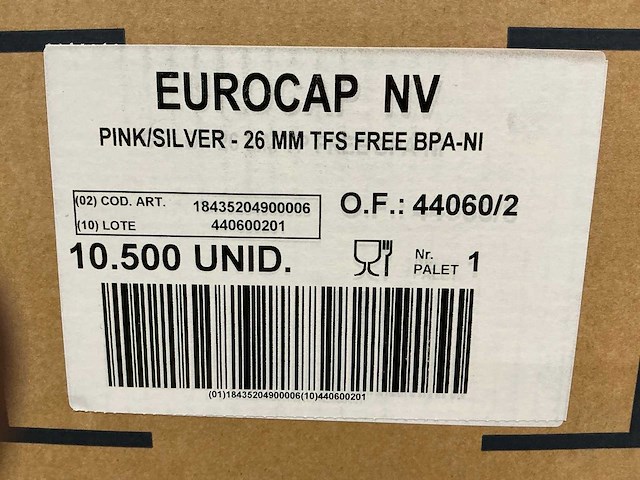 EUROCAP NV
PINK/SILVER - 26 MM TFS FREE BPA-NI
(02) COD. ART. 18435204900006
(10) LOTE 440600201
O.F.: 44060/2
10.500 UNID.
Nr.
PALET 1
(01)18435204900006(10)440600201